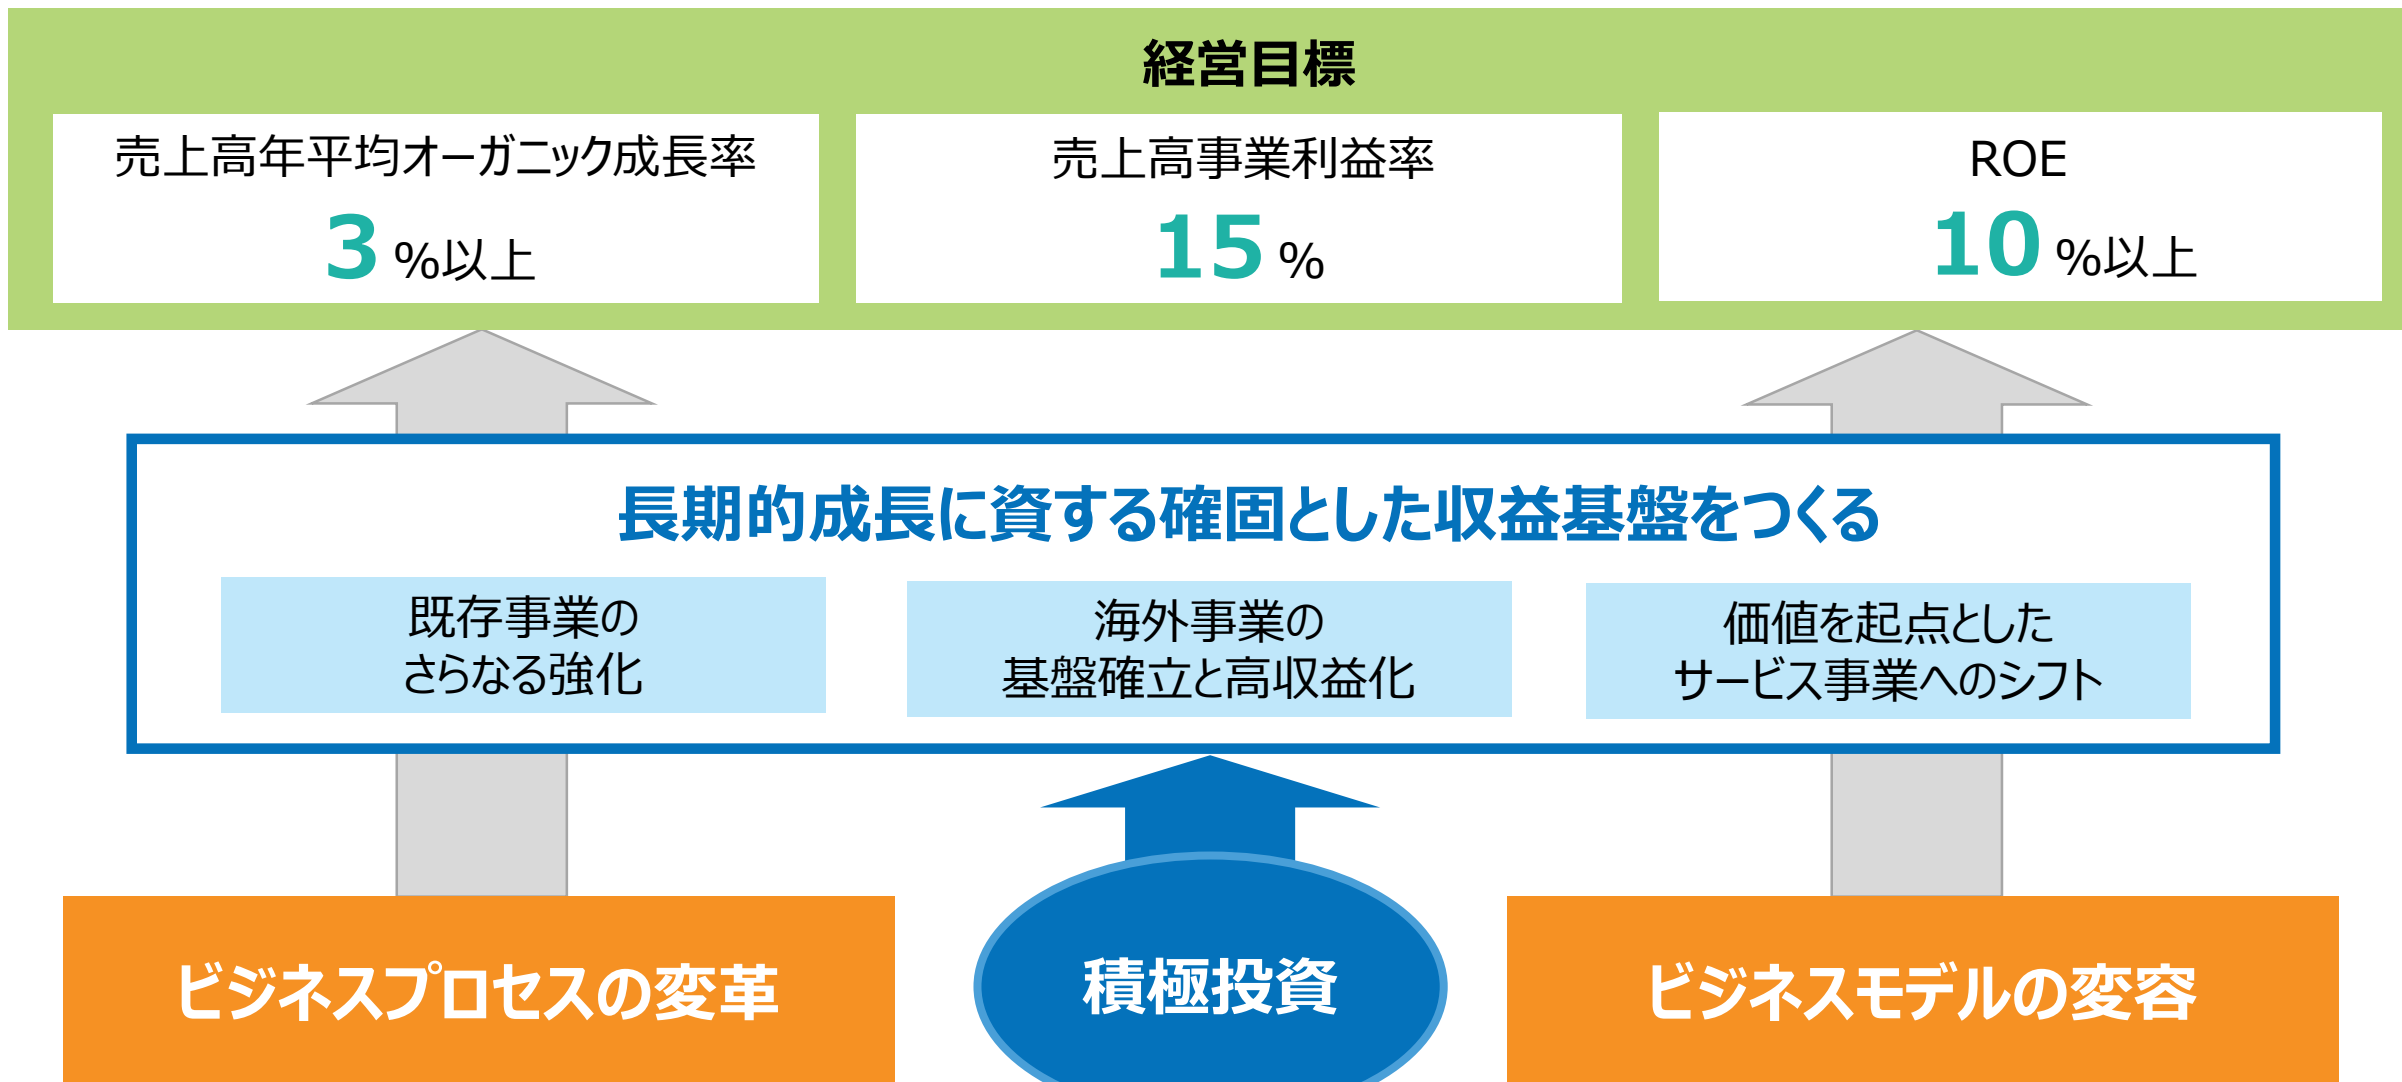 経営目標
売上高年平均オーガニック成長率
3 %以上
売上高事業利益率
15 %
ROE
10 %以上
長期的成長に資する確固とした収益基盤をつくる
既存事業の
さらなる強化
海外事業の
基盤確立と高収益化
価値を起点とした
サービス事業へのシフト
ビジネスプロセスの変革
積極投資
ビジネスモデルの変容